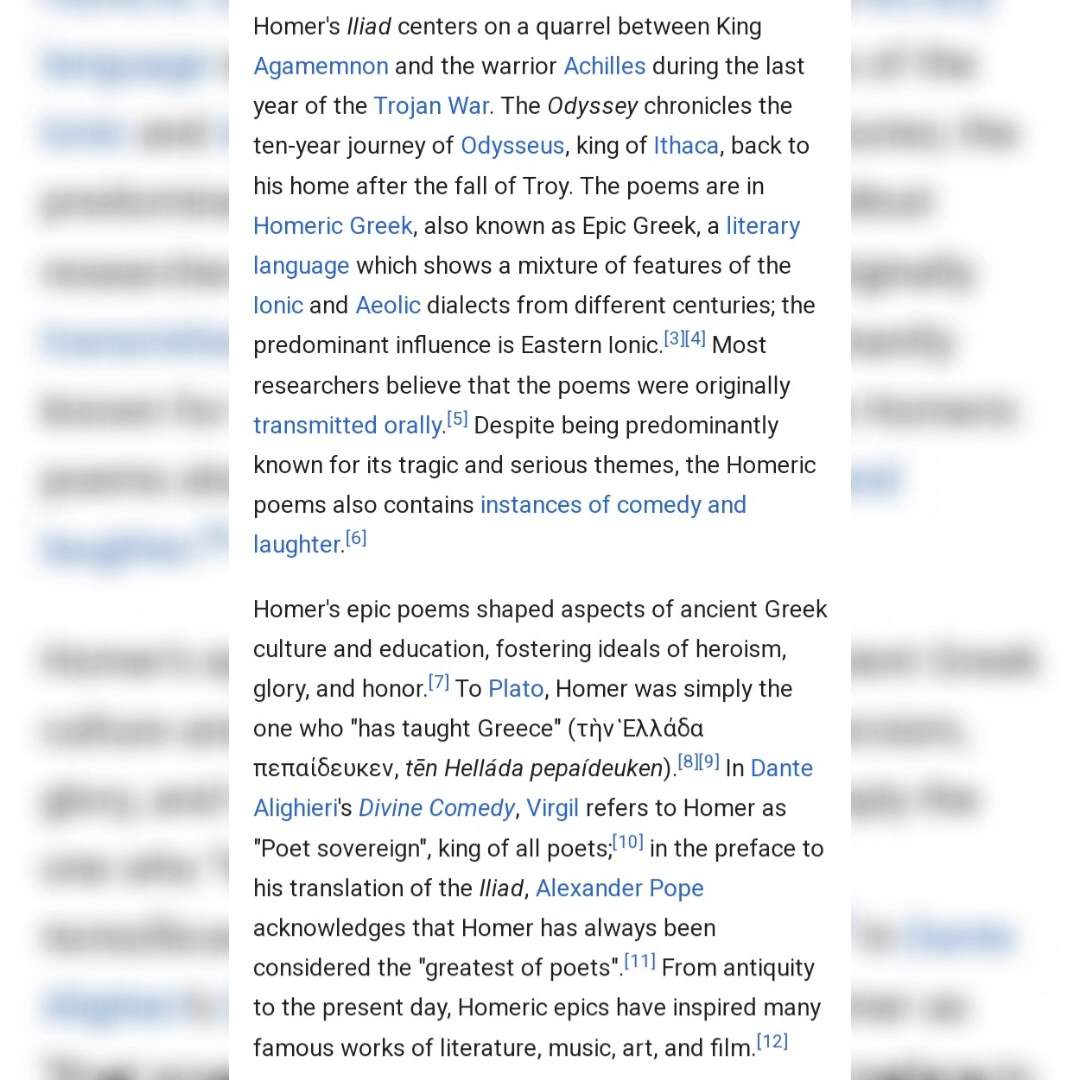 Homer's Iliad centers on a quarrel between King
Agamemnon and the warrior Achilles during the last
year of the Trojan War. The Odyssey chronicles the
ten-year journey of Odysseus, king of Ithaca, back to
his home after the fall of Troy. The poems are in
Homeric Greek, also known as Epic Greek, a literary
language which shows a mixture of features of the
Ionic and Aeolic dialects from different centuries; the
predominant influence is Eastern Ionic.[3][4] Most
researchers believe that the poems were originally
transmitted orally.[5] Despite being predominantly
known for its tragic and serious themes, the Homeric
poems also contains instances of comedy and
laughter.[6]
Homer's epic poems shaped aspects of ancient Greek
culture and education, fostering ideals of heroism,
glory, and honor.[7] To Plato, Homer was simply the
one who "has taught Greece" (τὴν Ἑλλάδα
πεπαίδευκεν, tēn Helláda pepaídeuken).[8][9] In Dante
Alighieri's Divine Comedy, Virgil refers to Homer as
"Poet sovereign", king of all poets;[10] in the preface to
his translation of the Iliad, Alexander Pope
acknowledges that Homer has always been
considered the "greatest of poets".[11] From antiquity
to the present day, Homeric epics have inspired many
famous works of literature, music, art, and film.[12]